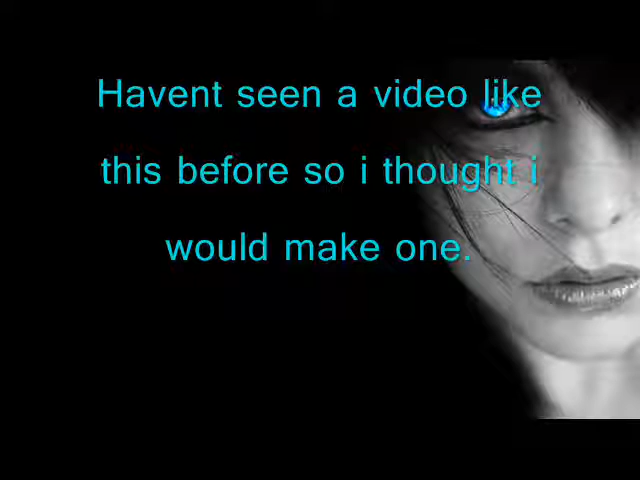 Havent seen a video like
this before so i thought i
would make one.